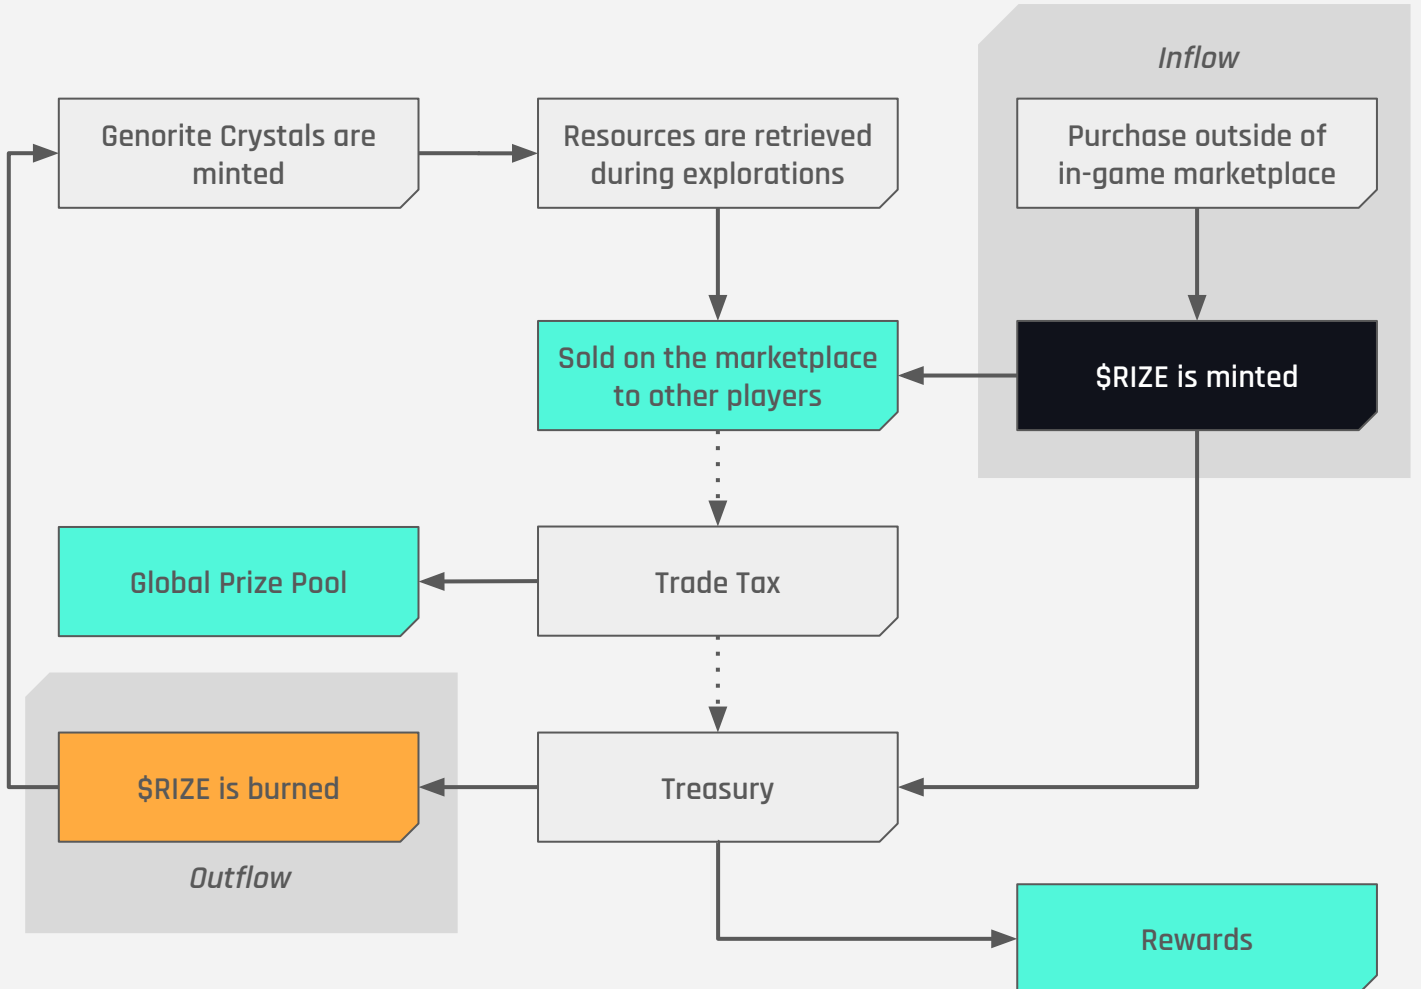 Inflow
Genorite Crystals are
minted
Resources are retrieved
during explorations
Purchase outside of
in-game marketplace
Sold on the marketplace
to other players
$RIZE is minted
Global Prize Pool
Trade Tax
$RIZE is burned
Treasury
Outflow
Rewards